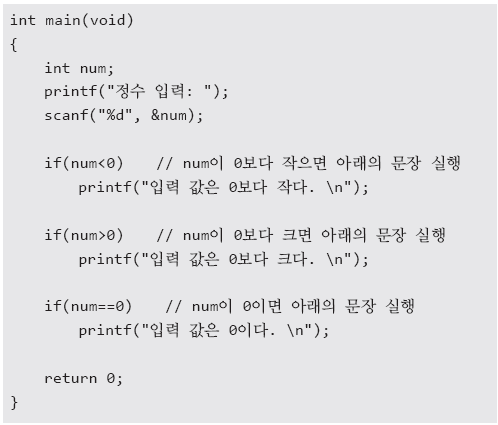 int main(void)
{
    int num;
    printf("정수 입력: ");
    scanf("%d", &num);

    if(num<0)    // num이 0보다 작으면 아래의 문장 실행
        printf("입력 값은 0보다 작다. \n");

    if(num>0)    // num이 0보다 크면 아래의 문장 실행
        printf("입력 값은 0보다 크다. \n");

    if(num==0)    // num이 0이면 아래의 문장 실행
        printf("입력 값은 0이다. \n");

    return 0;
}